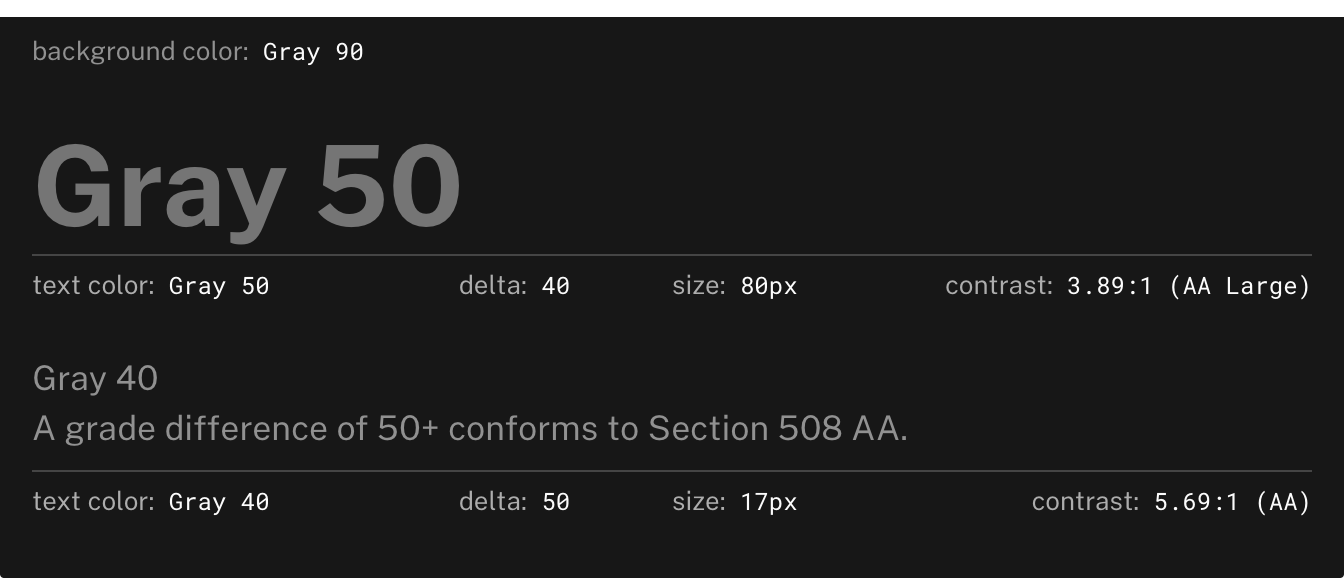 background color: Gray 90
Gray 50
text color: Gray 50 delta: 40 size: 80px contrast: 3.89:1 (AA Large)
Gray 40
A grade difference of 50+ conforms to Section 508 AA.
text color: Gray 40 delta: 50 size: 17px contrast: 5.69:1 (AA)